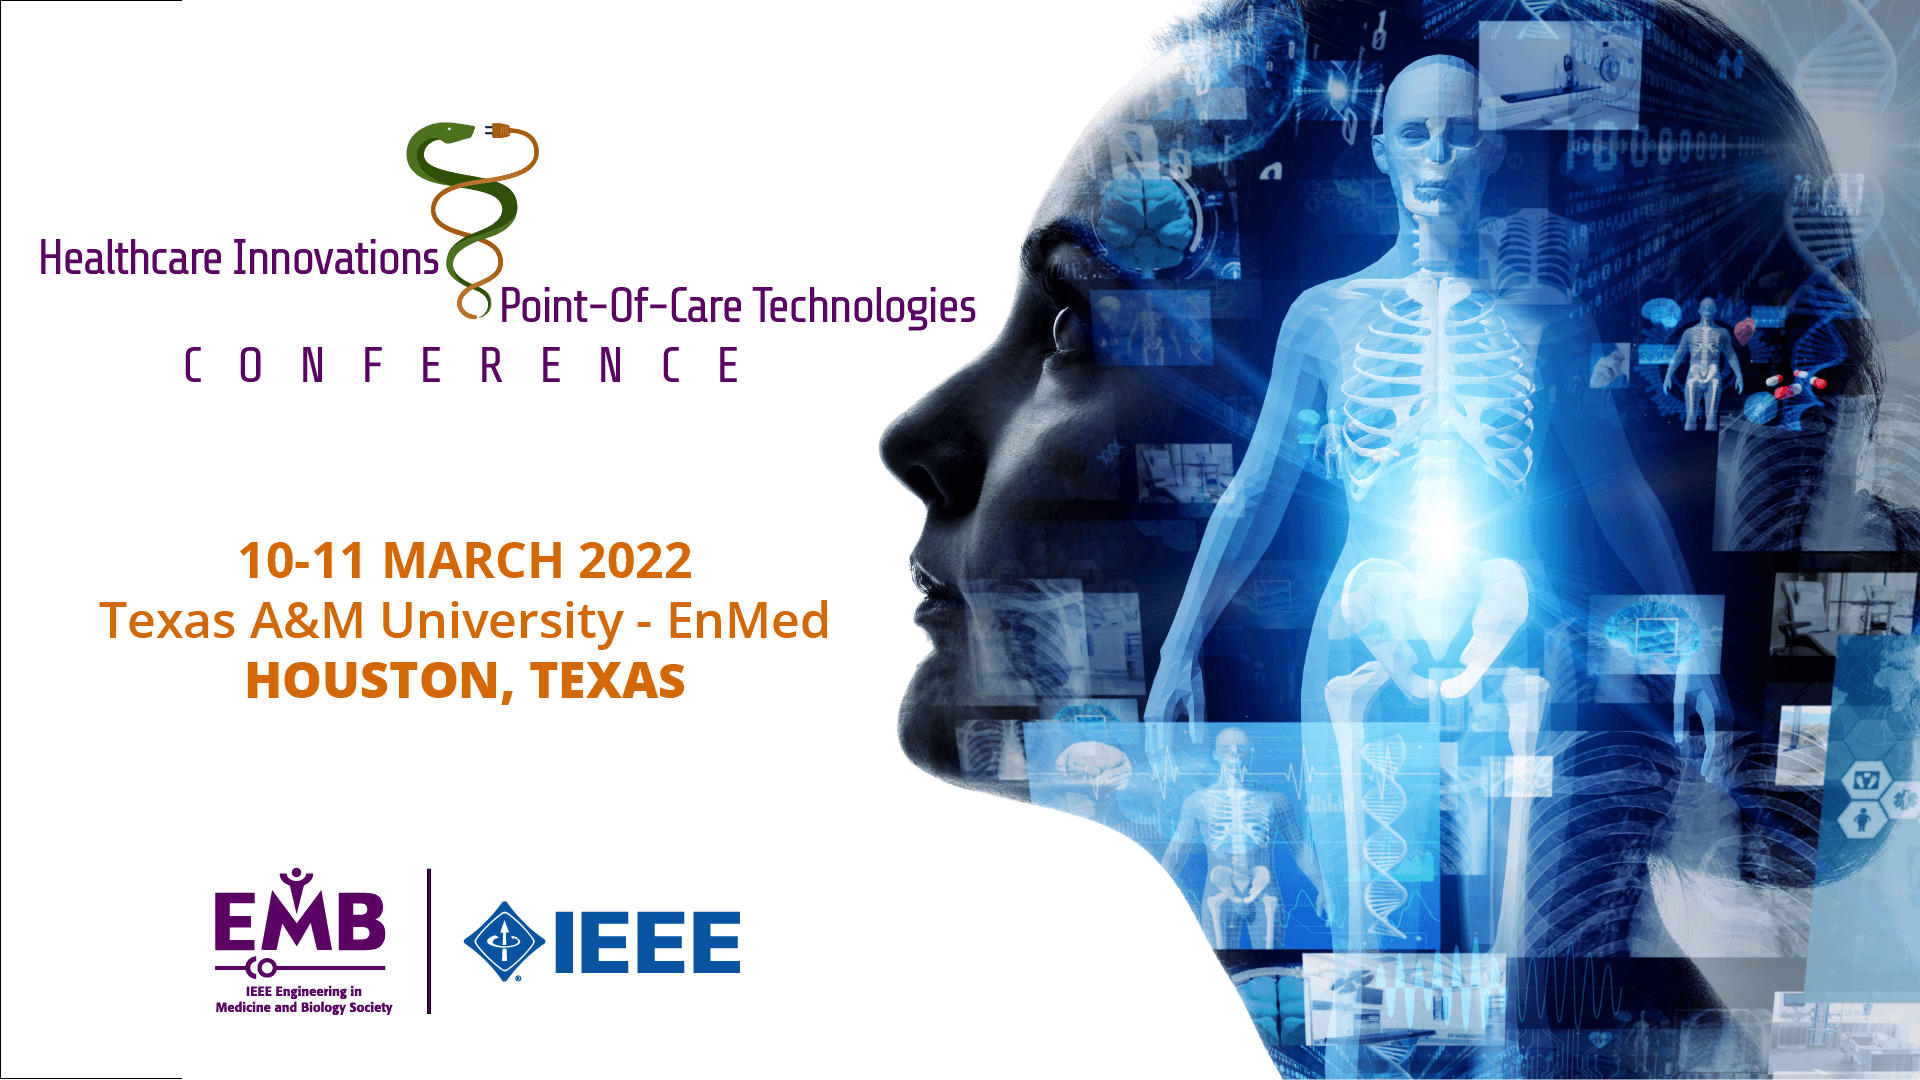 Healthcare Innovations
Point-Of-Care Technologies
CONFERENCE
10-11 MARCH 2022
Texas A&M University - EnMed
HOUSTON, TEXAS
EMB
IEEE Engineering in
Medicine and Biology Society
IEEE
®